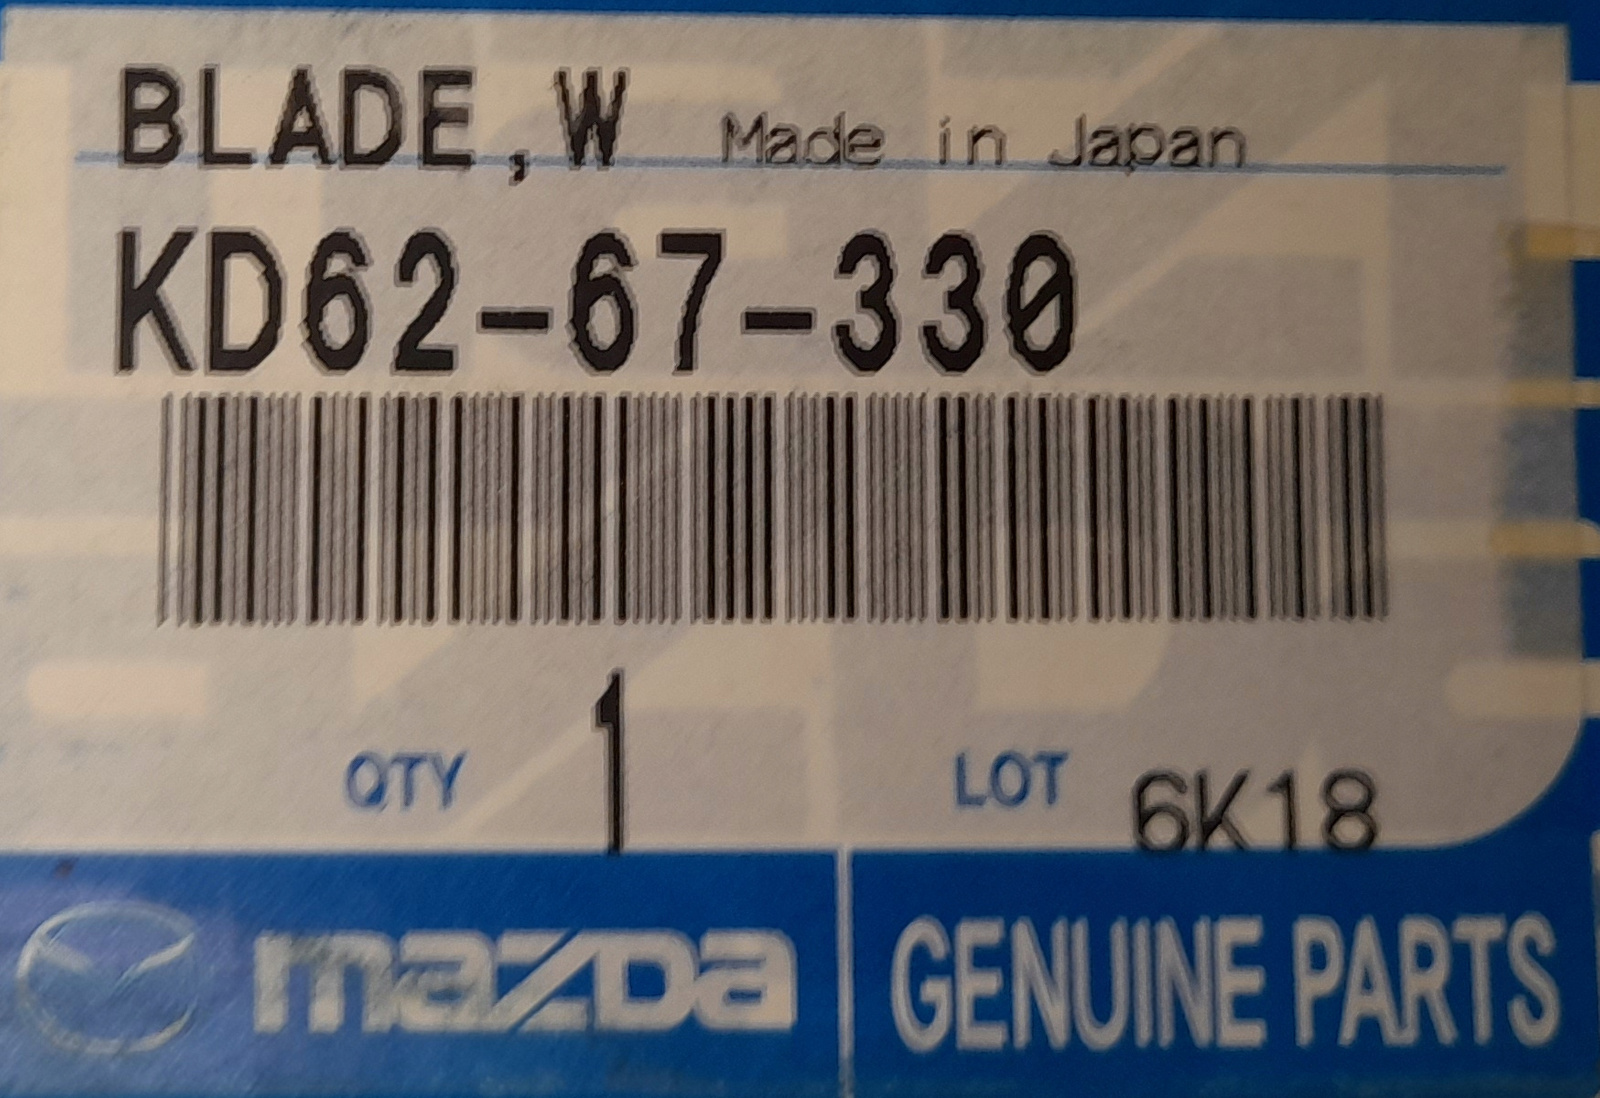 BLADE,W Made in Japan
KD62-67-330
QTY 1 LOT 6K18
mazda GENUINE PARTS